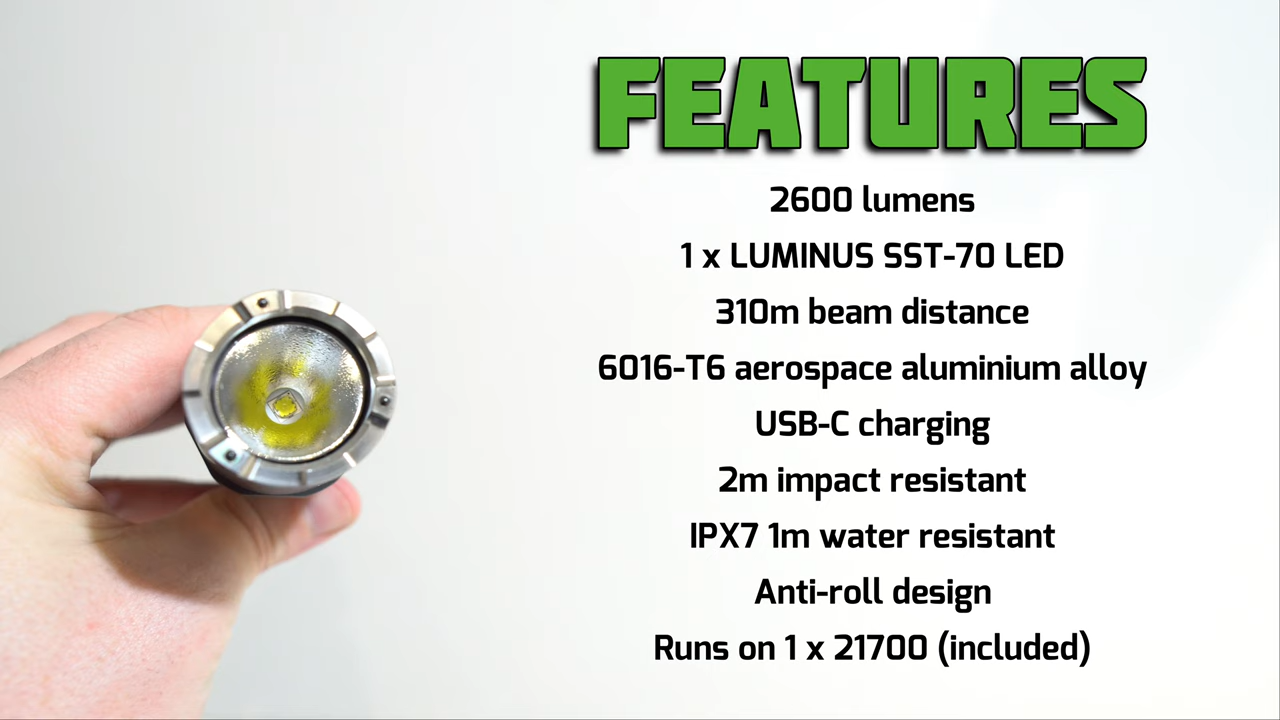 FEATURES
2600 lumens
1 x LUMINUS SST-70 LED
310m beam distance
6016-T6 aerospace aluminium alloy
USB-C charging
2m impact resistant
IPX7 1m water resistant
Anti-roll design
Runs on 1 x 21700 (included)